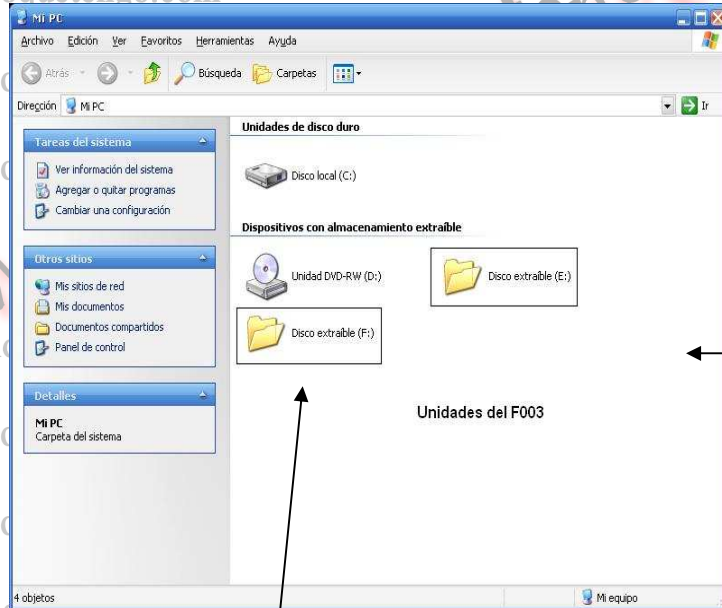 Mi PC
Archivo Edición Ver Favoritos Herramientas Ayuda
Atrás Búsqueda Carpetas
Dirección Mi PC Ir
Tareas del sistema
Ver información del sistema
Agregar o quitar programas
Cambiar una configuración
Otros sitios
Mis sitios de red
Mis documentos
Documentos compartidos
Panel de control
Detalles
Mi PC
Carpeta del sistema
Unidades de disco duro
Disco local (C:)
Dispositivos con almacenamiento extraíble
Unidad DVD-RW (D:) Disco extraíble (E:)
Disco extraíble (F:)
Unidades del F003
4 objetos Mi equipo